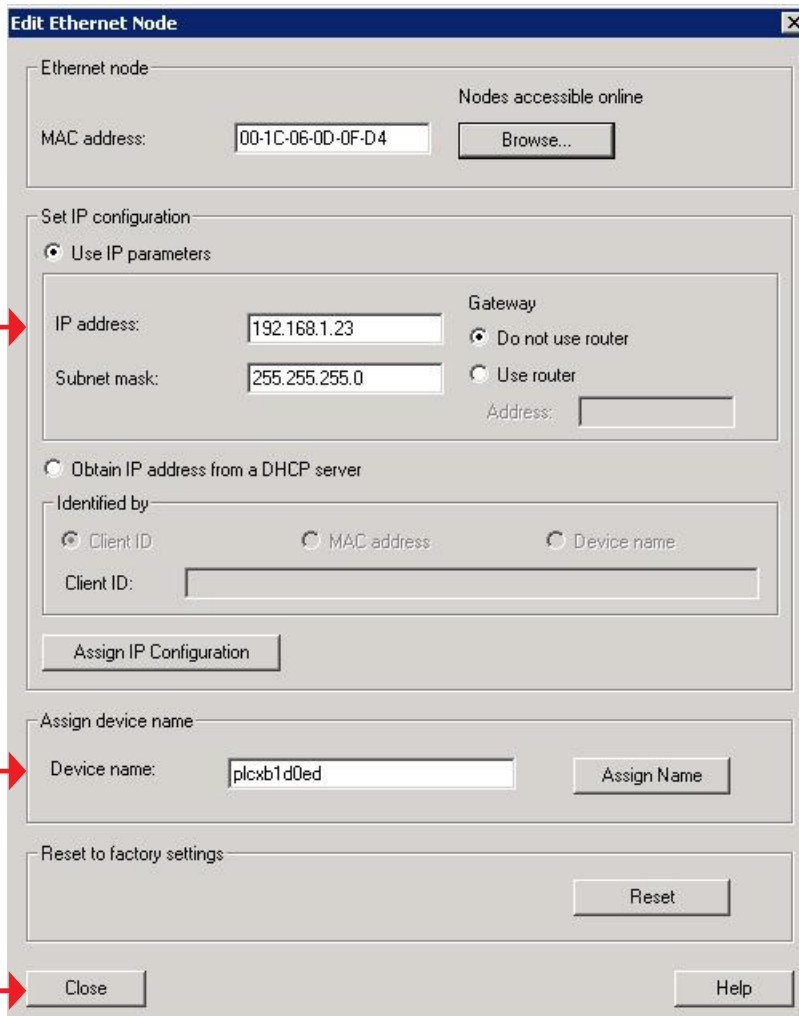 Edit Ethernet Node
Ethernet node
Nodes accessible online
MAC address: 00-1C-06-0D-0F-D4 Browse...
Set IP configuration
Use IP parameters
Gateway
IP address: 192.168.1.23
Do not use router
Subnet mask: 255.255.255.0 Use router
Address:
Obtain IP address from a DHCP server
Identified by
Client ID MAC address Device name
Client ID:
Assign IP Configuration
Assign device name
Device name: plcxb1d0ed Assign Name
Reset to factory settings
Reset
Close Help